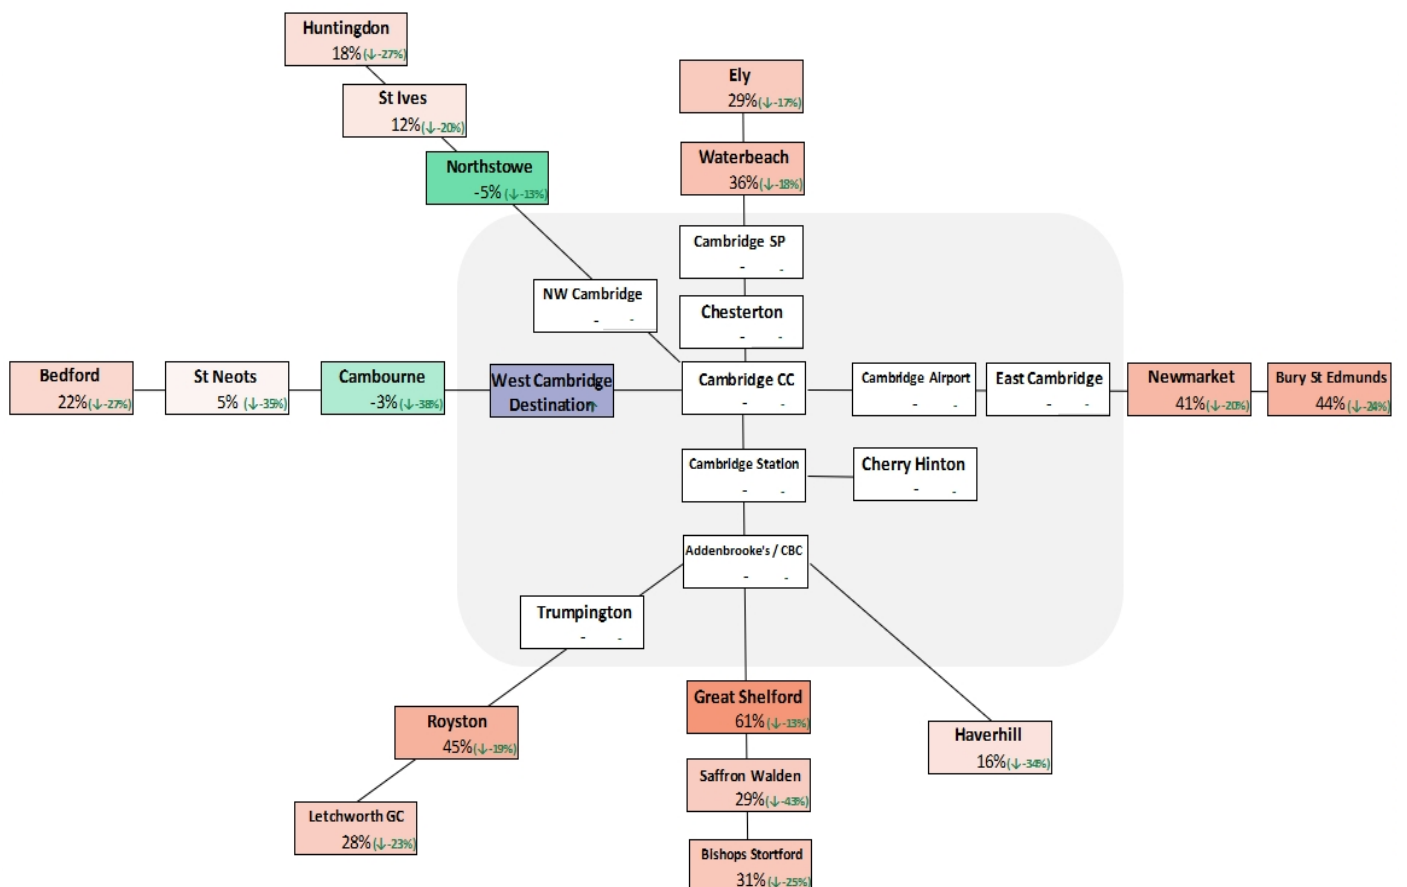 Huntingdon
18% (↓-27%)
St Ives
12% (↓-20%)
Northstowe
-5% (↓-13%)
Ely
29% (↓-17%)
Waterbeach
36% (↓-18%)
Cambridge SP
- -
NW Cambridge
- -
Chesterton
- -
Bedford
22% (↓-27%)
St Neots
5% (↓-35%)
Cambourne
-3% (↓-38%)
West Cambridge
Destination↑
Cambridge CC
- -
Cambridge Airport
- -
East Cambridge
- -
Newmarket
41% (↓-20%)
Bury St Edmunds
44% (↓-24%)
Cambridge Station
- -
Cherry Hinton
- -
Addenbrooke's / CBC
- -
Trumpington
- -
Great Shelford
61% (↓-13%)
Royston
45% (↓-19%)
Haverhill
16% (↓-34%)
Saffron Walden
29% (↓-43%)
Letchworth GC
28% (↓-23%)
Bishops Stortford
31% (↓-25%)